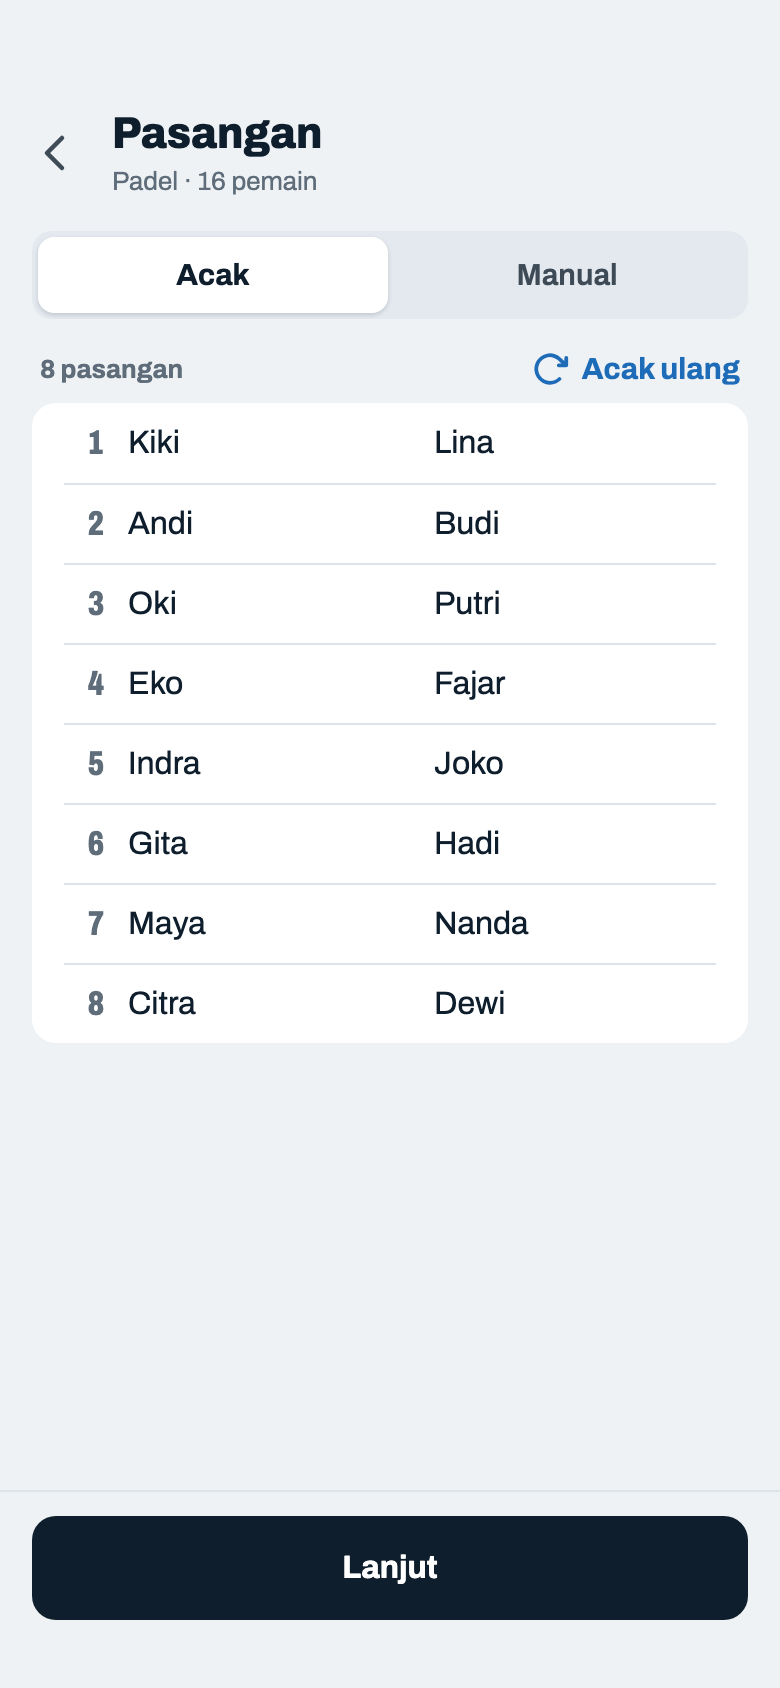 Pasangan
Padel · 16 pemain
Acak Manual
8 pasangan Acak ulang
1 Kiki Lina
2 Andi Budi
3 Oki Putri
4 Eko Fajar
5 Indra Joko
6 Gita Hadi
7 Maya Nanda
8 Citra Dewi
Lanjut